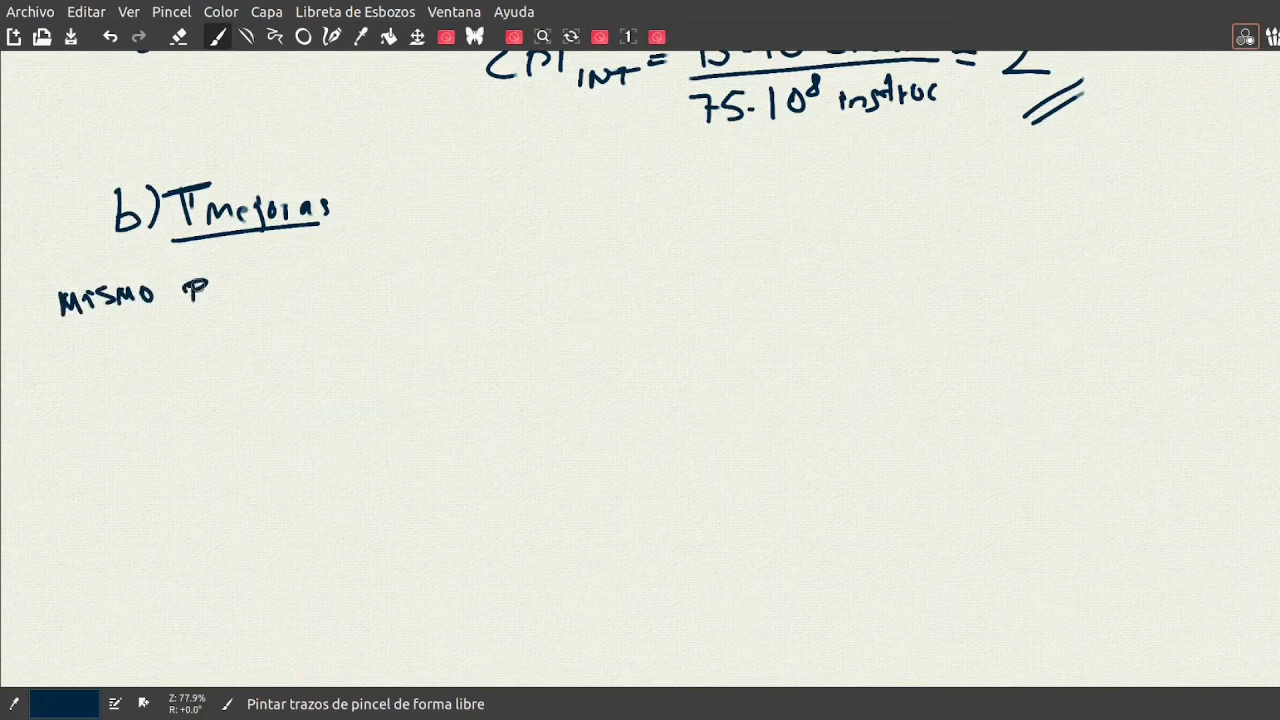 Archivo Editar Ver Pincel Color Capa Libreta de Esbozos Ventana Ayuda
CPI INT = = 2
75·10⁸ instruc
b) T mejoras
MISMO P
Z: 77.9%
R: +0.0°
Pintar trazos de pincel de forma libre